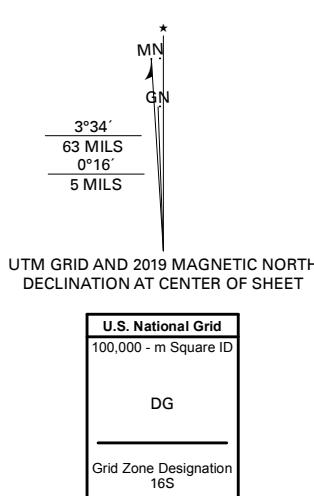 MN
GN
3°34´
63 MILS
0°16´
5 MILS
UTM GRID AND 2019 MAGNETIC NORTH
DECLINATION AT CENTER OF SHEET
U.S. National Grid
100,000 - m Square ID
DG
Grid Zone Designation
16S